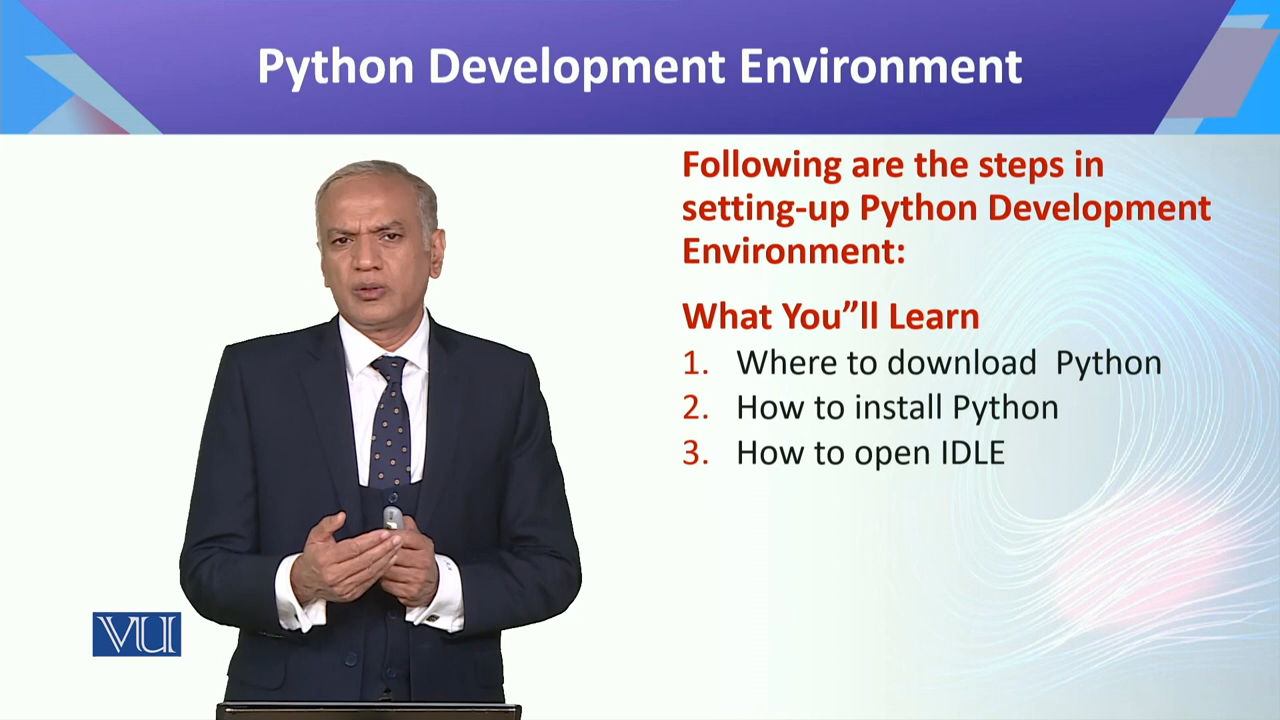 Python Development Environment
Following are the steps in
setting-up Python Development
Environment:
What You”ll Learn
1. Where to download Python
2. How to install Python
3. How to open IDLE
VU